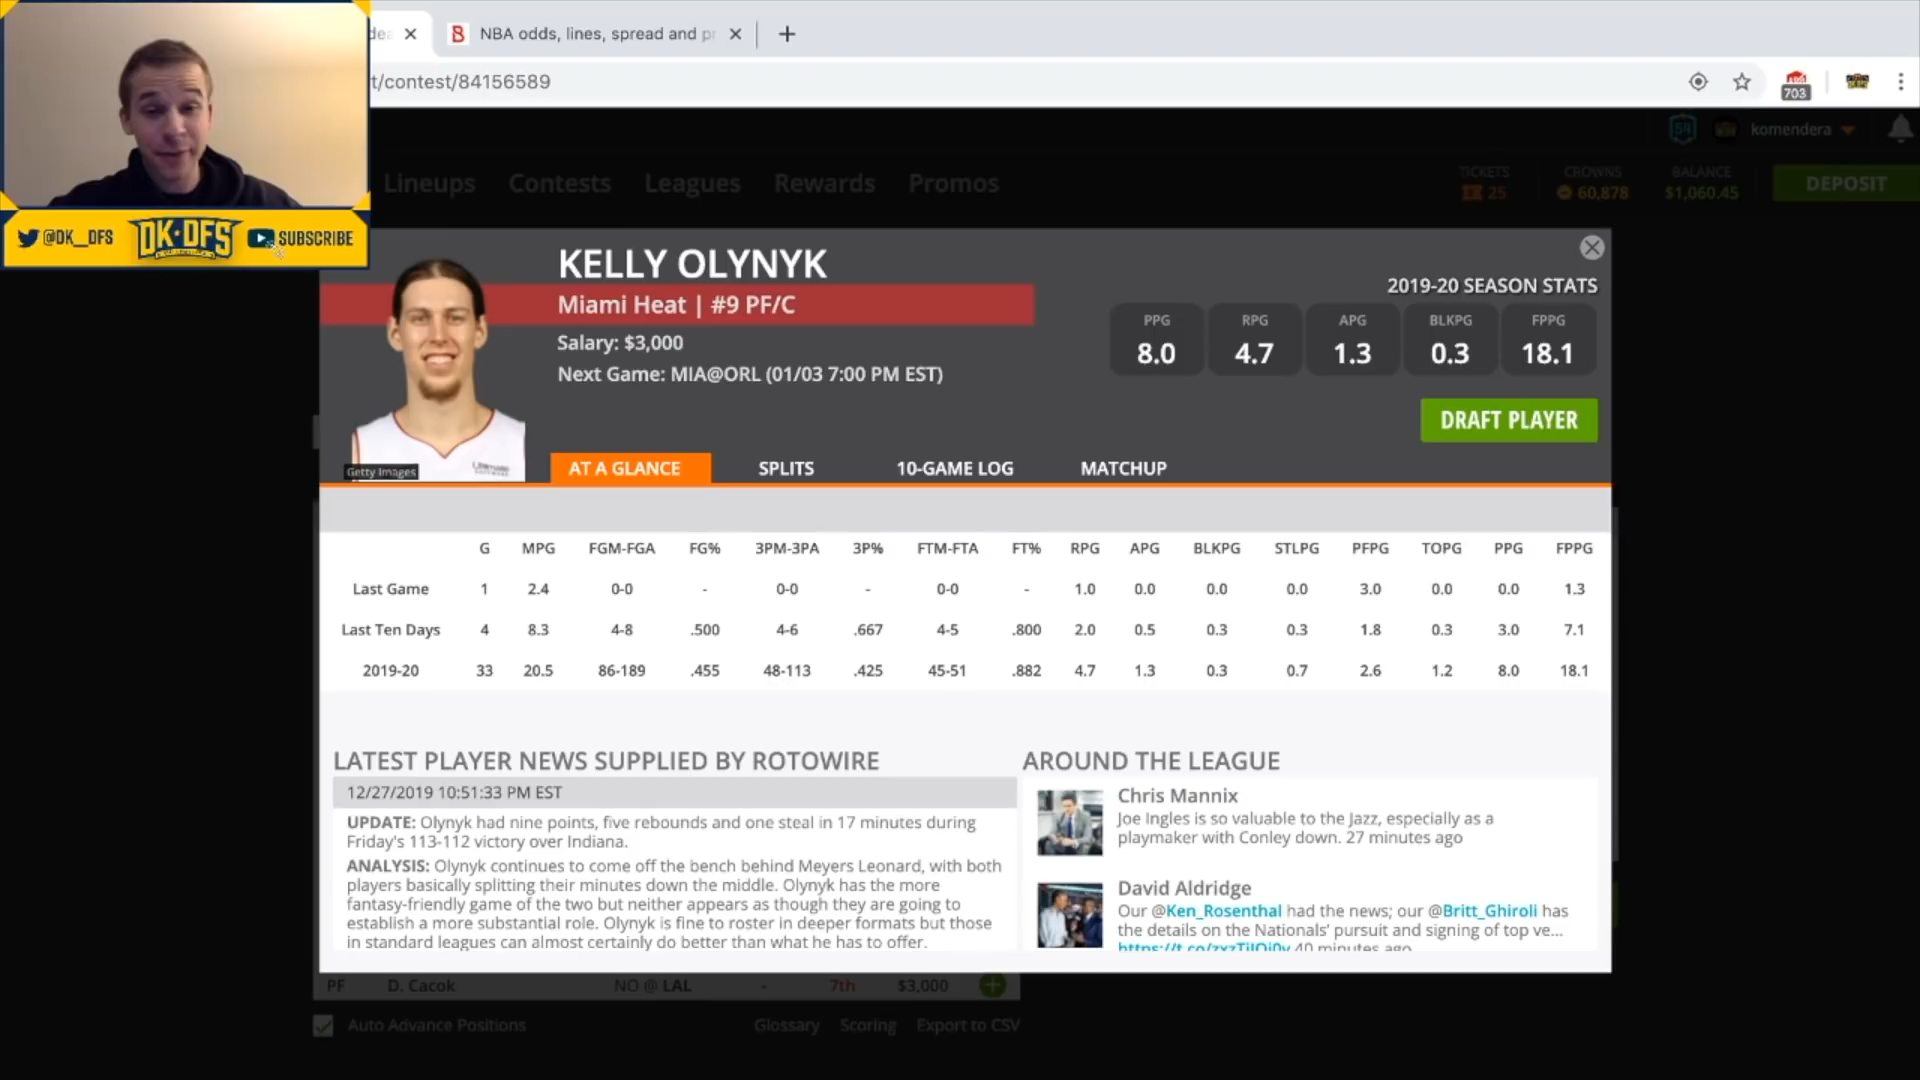 NBA odds, lines, spread and pr
t/contest/84156589
703
59
komendera
Lineups
Contests
Leagues
Rewards
Promos
TICKETS
25
CROWNS
60,878
BALANCE
$1,060.45
DEPOSIT
@DK__DFS
DK★DFS
SUBSCRIBE
KELLY OLYNYK
Miami Heat | #9 PF/C
Salary: $3,000
Next Game: MIA@ORL (01/03 7:00 PM EST)
2019-20 SEASON STATS
PPG RPG APG BLKPG FPPG
8.0 4.7 1.3 0.3 18.1
DRAFT PLAYER
Getty Images
AT A GLANCE SPLITS 10-GAME LOG MATCHUP
G MPG FGM-FGA FG% 3PM-3PA 3P% FTM-FTA FT% RPG APG BLKPG STLPG PFPG TOPG PPG FPPG
Last Game 1 2.4 0-0 - 0-0 - 0-0 - 1.0 0.0 0.0 0.0 3.0 0.0 0.0 1.3
Last Ten Days 4 8.3 4-8 .500 4-6 .667 4-5 .800 2.0 0.5 0.3 0.3 1.8 0.3 3.0 7.1
2019-20 33 20.5 86-189 .455 48-113 .425 45-51 .882 4.7 1.3 0.3 0.7 2.6 1.2 8.0 18.1
LATEST PLAYER NEWS SUPPLIED BY ROTOWIRE
12/27/2019 10:51:33 PM EST
UPDATE: Olynyk had nine points, five rebounds and one steal in 17 minutes during
Friday's 113-112 victory over Indiana.
ANALYSIS: Olynyk continues to come off the bench behind Meyers Leonard, with both
players basically splitting their minutes down the middle. Olynyk has the more
fantasy-friendly game of the two but neither appears as though they are going to
establish a more substantial role. Olynyk is fine to roster in deeper formats but those
in standard leagues can almost certainly do better than what he has to offer.
AROUND THE LEAGUE
Chris Mannix
Joe Ingles is so valuable to the Jazz, especially as a
playmaker with Conley down. 27 minutes ago
David Aldridge
Our @Ken_Rosenthal had the news; our @Britt_Ghiroli has
the details on the Nationals' pursuit and signing of top ve...
40 minutes ago
PF D. Cacok NO @ LAL - 7th $3,000
Auto Advance Positions
Glossary Scoring Export to CSV